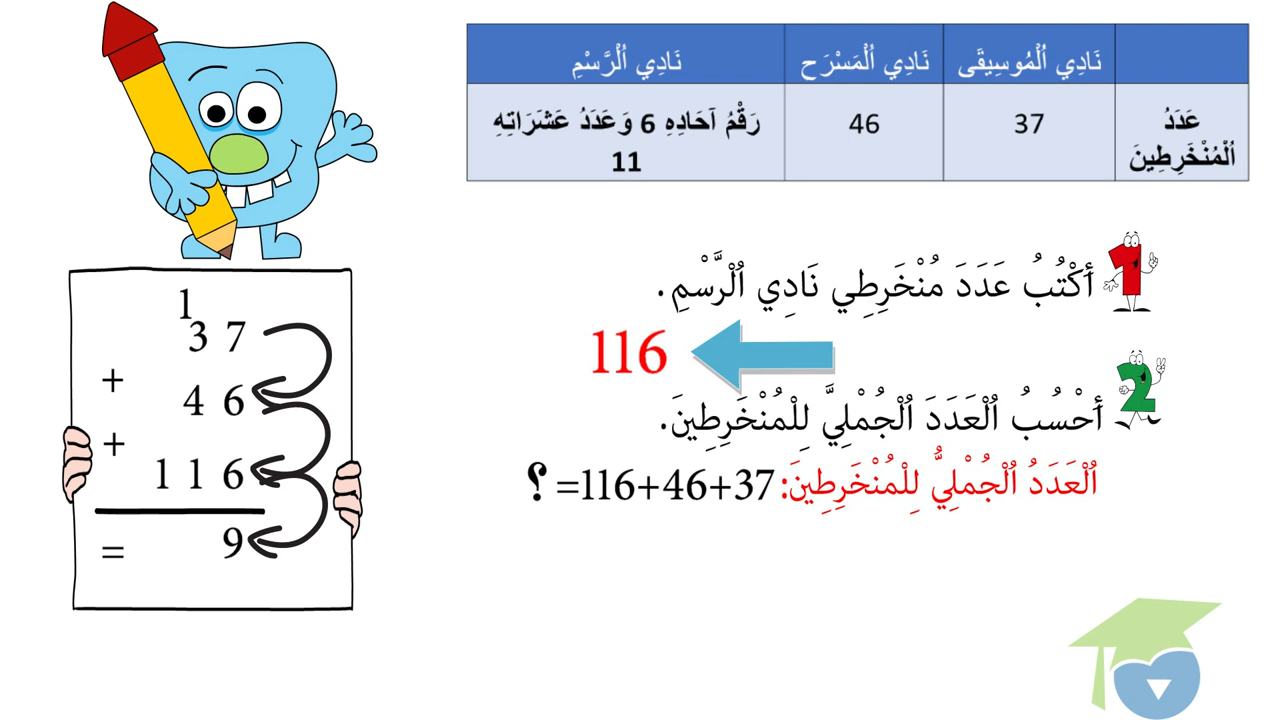 نَادِي ٱلْمُوسِيقَى نَادِي ٱلْمَسْرَح نَادِي ٱلْرَّسْمِ
عَدَدُ ٱلْمُنْخَرِطِينَ 37 46 رَقْمُ آحَادِهِ 6 وَعَدَدُ عَشَرَاتِهِ 11
1 أَكْتُبُ عَدَدَ مُنْخَرِطِي نَادِي ٱلْرَّسْمِ.
116
2 أَحْسُبُ ٱلْعَدَدَ ٱلْجُمْلِيَّ لِلْمُنْخَرِطِينَ.
ٱلْعَدَدُ ٱلْجُمْلِيُّ لِلْمُنْخَرِطِينَ: 37+46+116= ؟
1
3 7
+
4 6
+
1 1 6
= 9